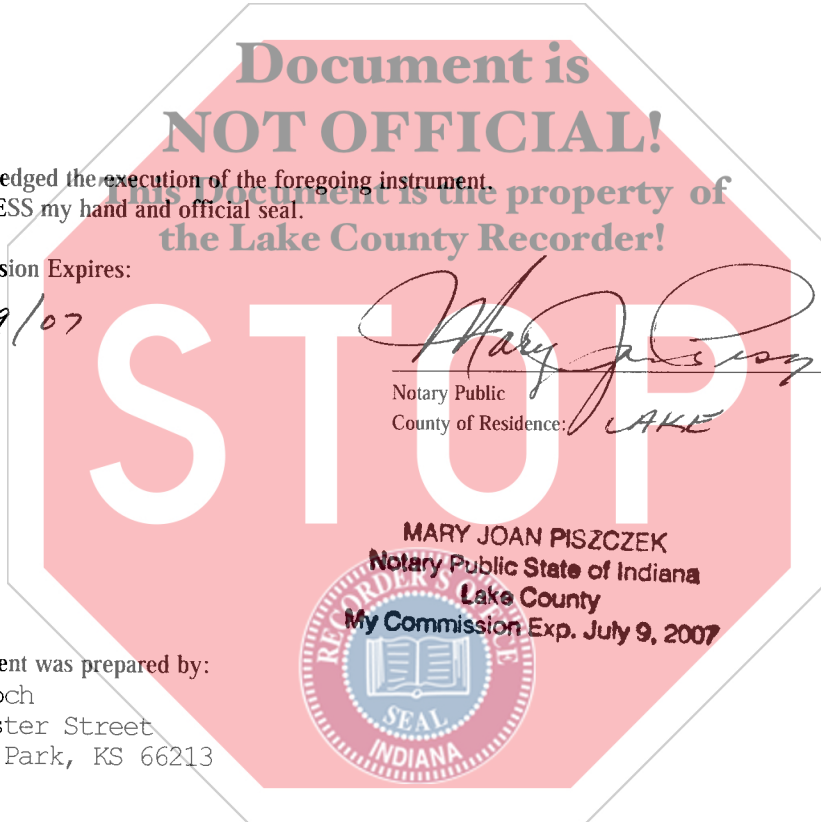 Document is
NOT OFFICIAL!
edged the execution of the foregoing instrument.
This Document is the property of
ESS my hand and official seal.
the Lake County Recorder!
sion Expires:
9/07
STOP
Mary
Notary Public
County of Residence: LAKE
MARY JOAN PISZCZEK
Notary Public State of Indiana
Lake County
My Commission Exp. July 9, 2007
RECORDER'S OFFICE
SEAL
INDIANA
ent was prepared by:
och
ster Street
Park, KS 66213